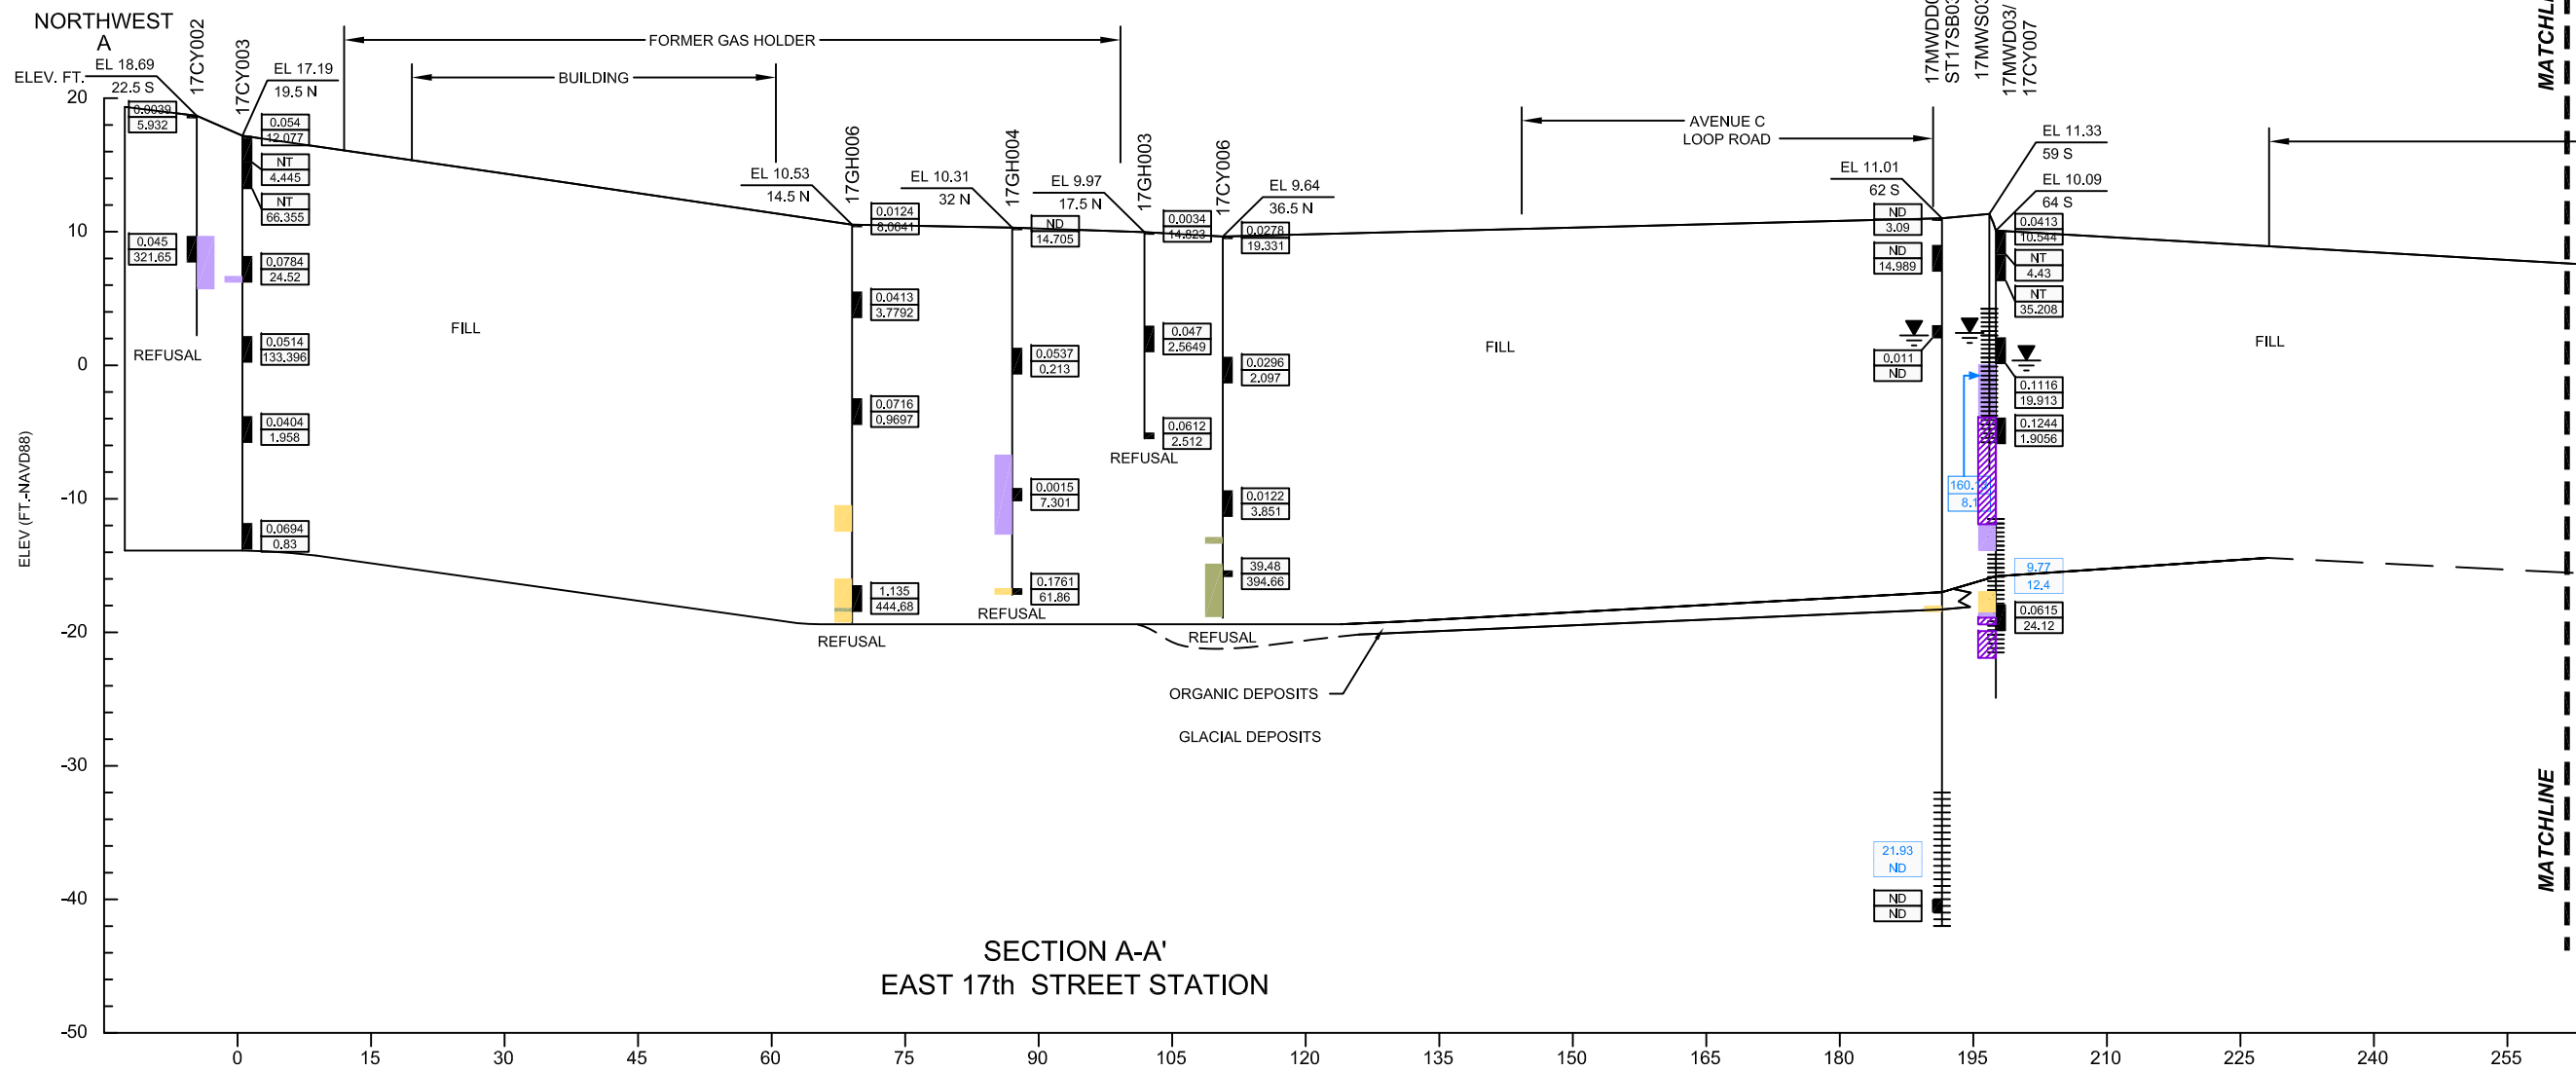 NORTHWEST
A
ELEV. FT.
EL 18.69
22.5 S
17CY002
17CY003
EL 17.19
19.5 N
FORMER GAS HOLDER
BUILDING
17GH006
EL 10.53
14.5 N
17GH004
EL 10.31
32 N
17GH003
EL 9.97
17.5 N
17CY006
EL 9.64
36.5 N
AVENUE C
LOOP ROAD
EL 11.01
62 S
17MWS03
17MWD03/
17CY007
EL 11.33
59 S
EL 10.09
64 S
MATCHLINE
20
10
0
-10
-20
-30
-40
-50
ELEV (FT.-NAVD88)
0.0039
5.932
0.045
321.65
REFUSAL
0.054
12.077
NT
4.445
NT
66.355
0.0784
24.52
0.0514
133.396
0.0404
1.958
0.0694
0.83
FILL
0.0124
8.0841
0.0413
3.7792
0.0716
0.9697
1.135
444.68
REFUSAL
ND
14.705
0.0537
0.213
0.0015
7.301
0.1761
61.86
REFUSAL
0.0034
14.823
0.047
2.5649
0.0612
2.512
REFUSAL
0.0278
19.331
0.0296
2.097
0.0122
3.851
39.48
394.66
REFUSAL
FILL
ORGANIC DEPOSITS
GLACIAL DEPOSITS
ND
3.09
ND
14.989
0.011
ND
21.93
ND
ND
ND
0.0413
10.544
NT
4.43
NT
35.208
0.1116
19.913
0.1244
1.9056
9.77
12.4
0.0615
24.12
FILL
SECTION A-A'
EAST 17th STREET STATION
0 15 30 45 60 75 90 105 120 135 150 165 180 195 210 225 240 255